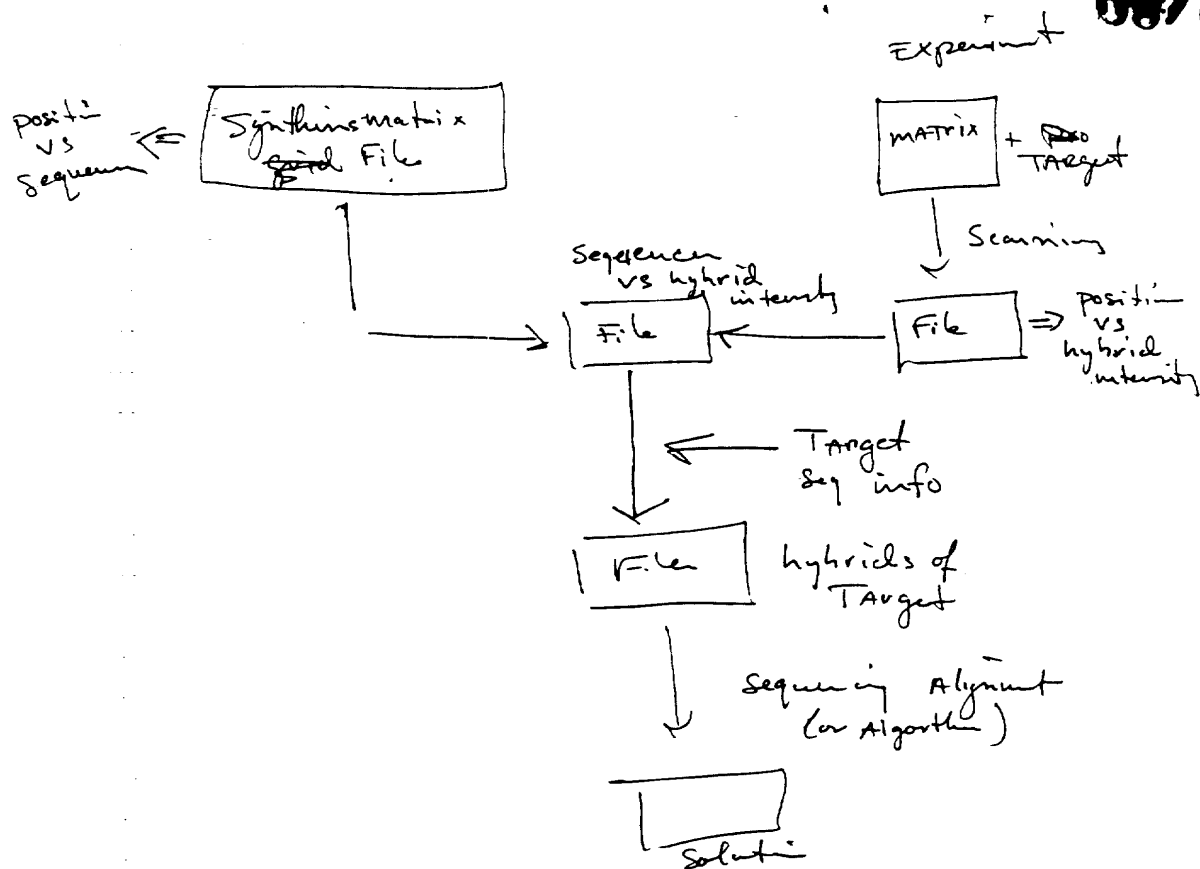 Experiment
position
vs
sequence
Synthesis matrix
File
MATrix
+
TArget
Scanning
Sequences
vs hybrid
intensity
File
File
position
vs
hybrid
intensity
TArget
seq info
File
hybrids of
TArget
sequencing Alignment
(or Algorithm)
Solution